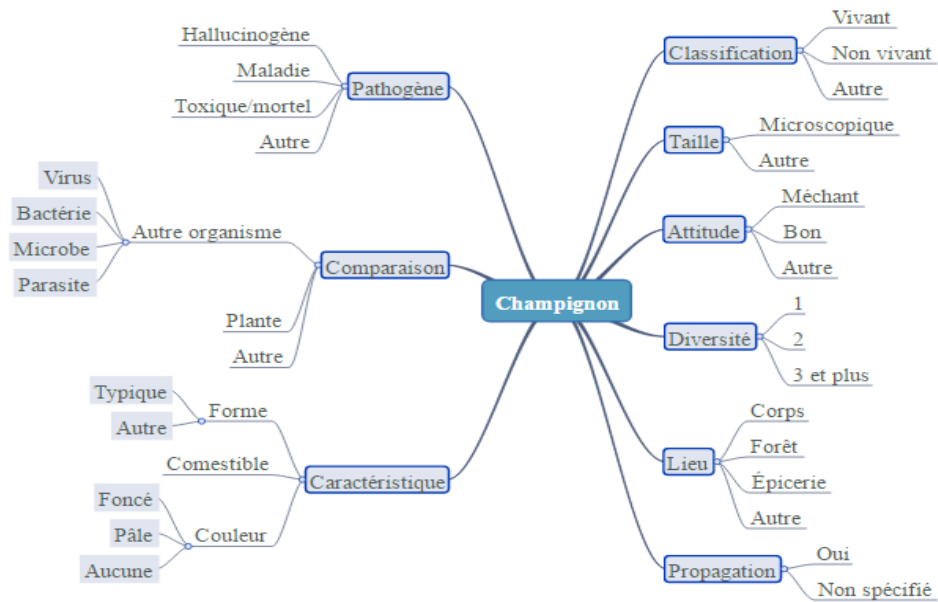 Champignon
Pathogène
Hallucinogène
Maladie
Toxique/mortel
Autre
Comparaison
Autre organisme
Virus
Bactérie
Microbe
Parasite
Plante
Autre
Caractéristique
Forme
Typique
Autre
Comestible
Couleur
Foncé
Pâle
Aucune
Classification
Vivant
Non vivant
Autre
Taille
Microscopique
Autre
Attitude
Méchant
Bon
Autre
Diversité
1
2
3 et plus
Lieu
Corps
Forêt
Épicerie
Autre
Propagation
Oui
Non spécifié